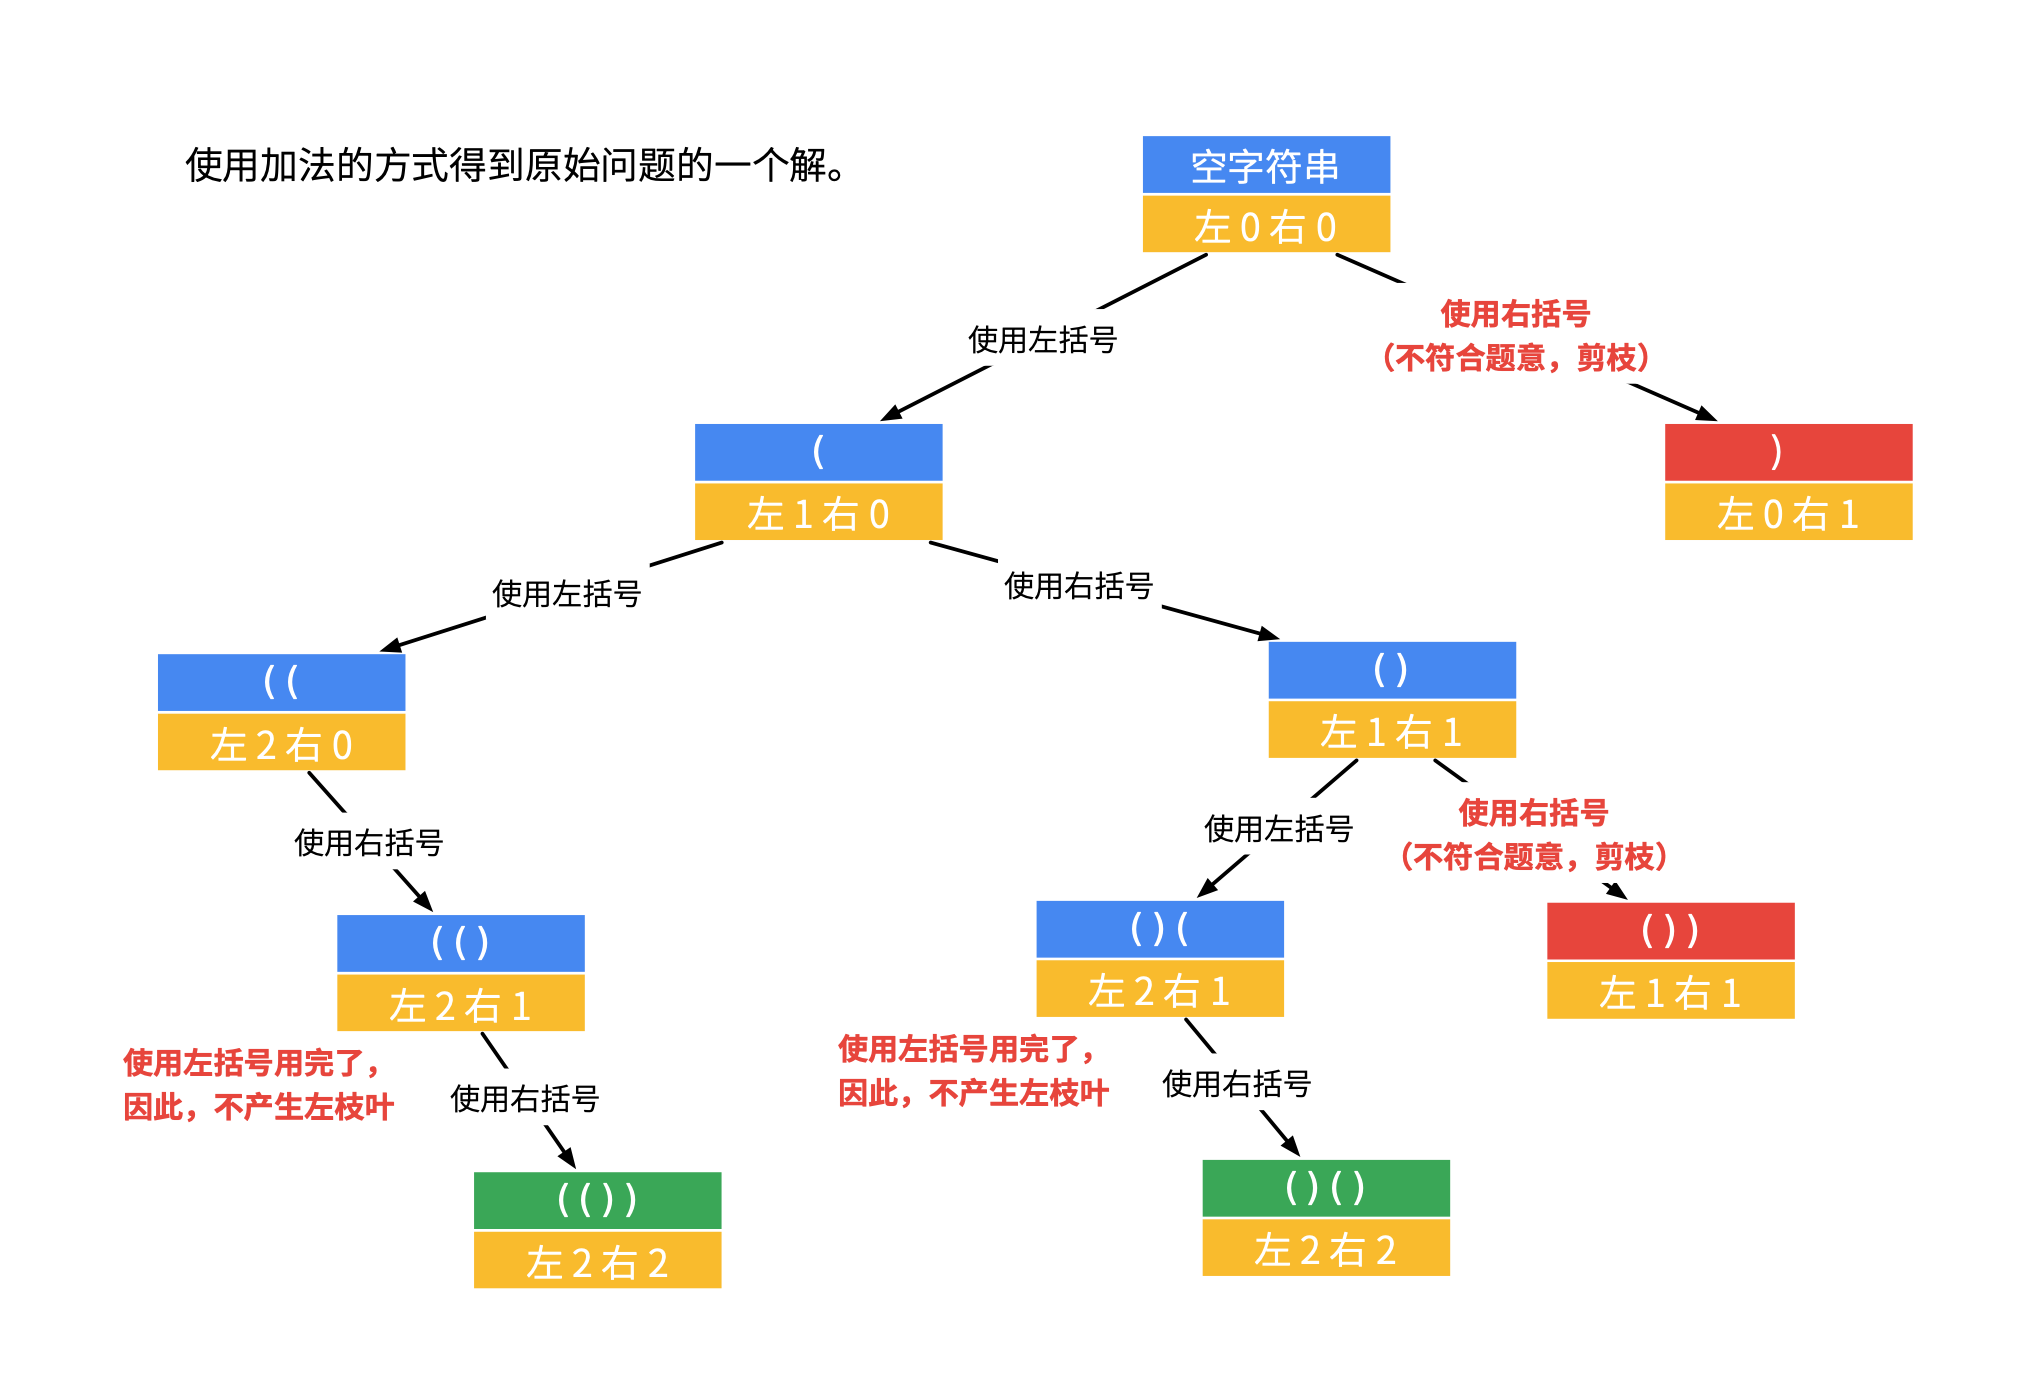 使用加法的方式得到原始问题的一个解。
空字符串
左 0 右 0
使用左括号
使用右括号
（不符合题意，剪枝）
(
左 1 右 0
)
左 0 右 1
使用左括号
使用右括号
( (
左 2 右 0
( )
左 1 右 1
使用右括号
使用左括号
使用右括号
（不符合题意，剪枝）
( ( )
左 2 右 1
( ) (
左 2 右 1
( ) )
左 1 右 1
使用左括号用完了，
因此，不产生左枝叶
使用右括号
使用左括号用完了，
因此，不产生左枝叶
使用右括号
( ( ) )
左 2 右 2
( ) ( )
左 2 右 2